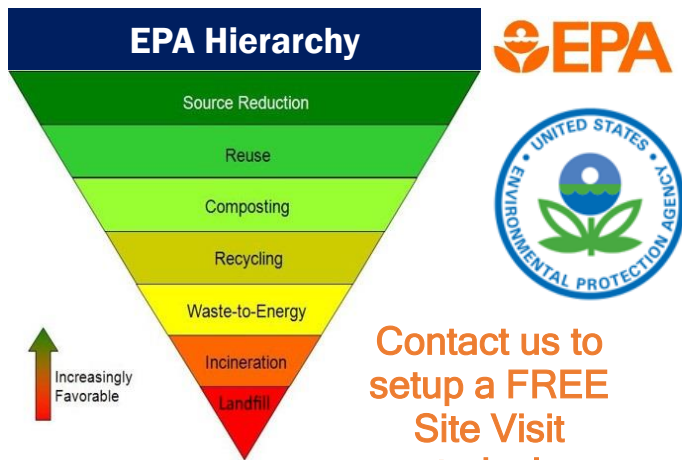 EPA Hierarchy
EPA
Source Reduction
Reuse
Composting
Recycling
Waste-to-Energy
Incineration
Landfill
Increasingly
Favorable
UNITED STATES
ENVIRONMENTAL PROTECTION AGENCY
Contact us to
setup a FREE
Site Visit